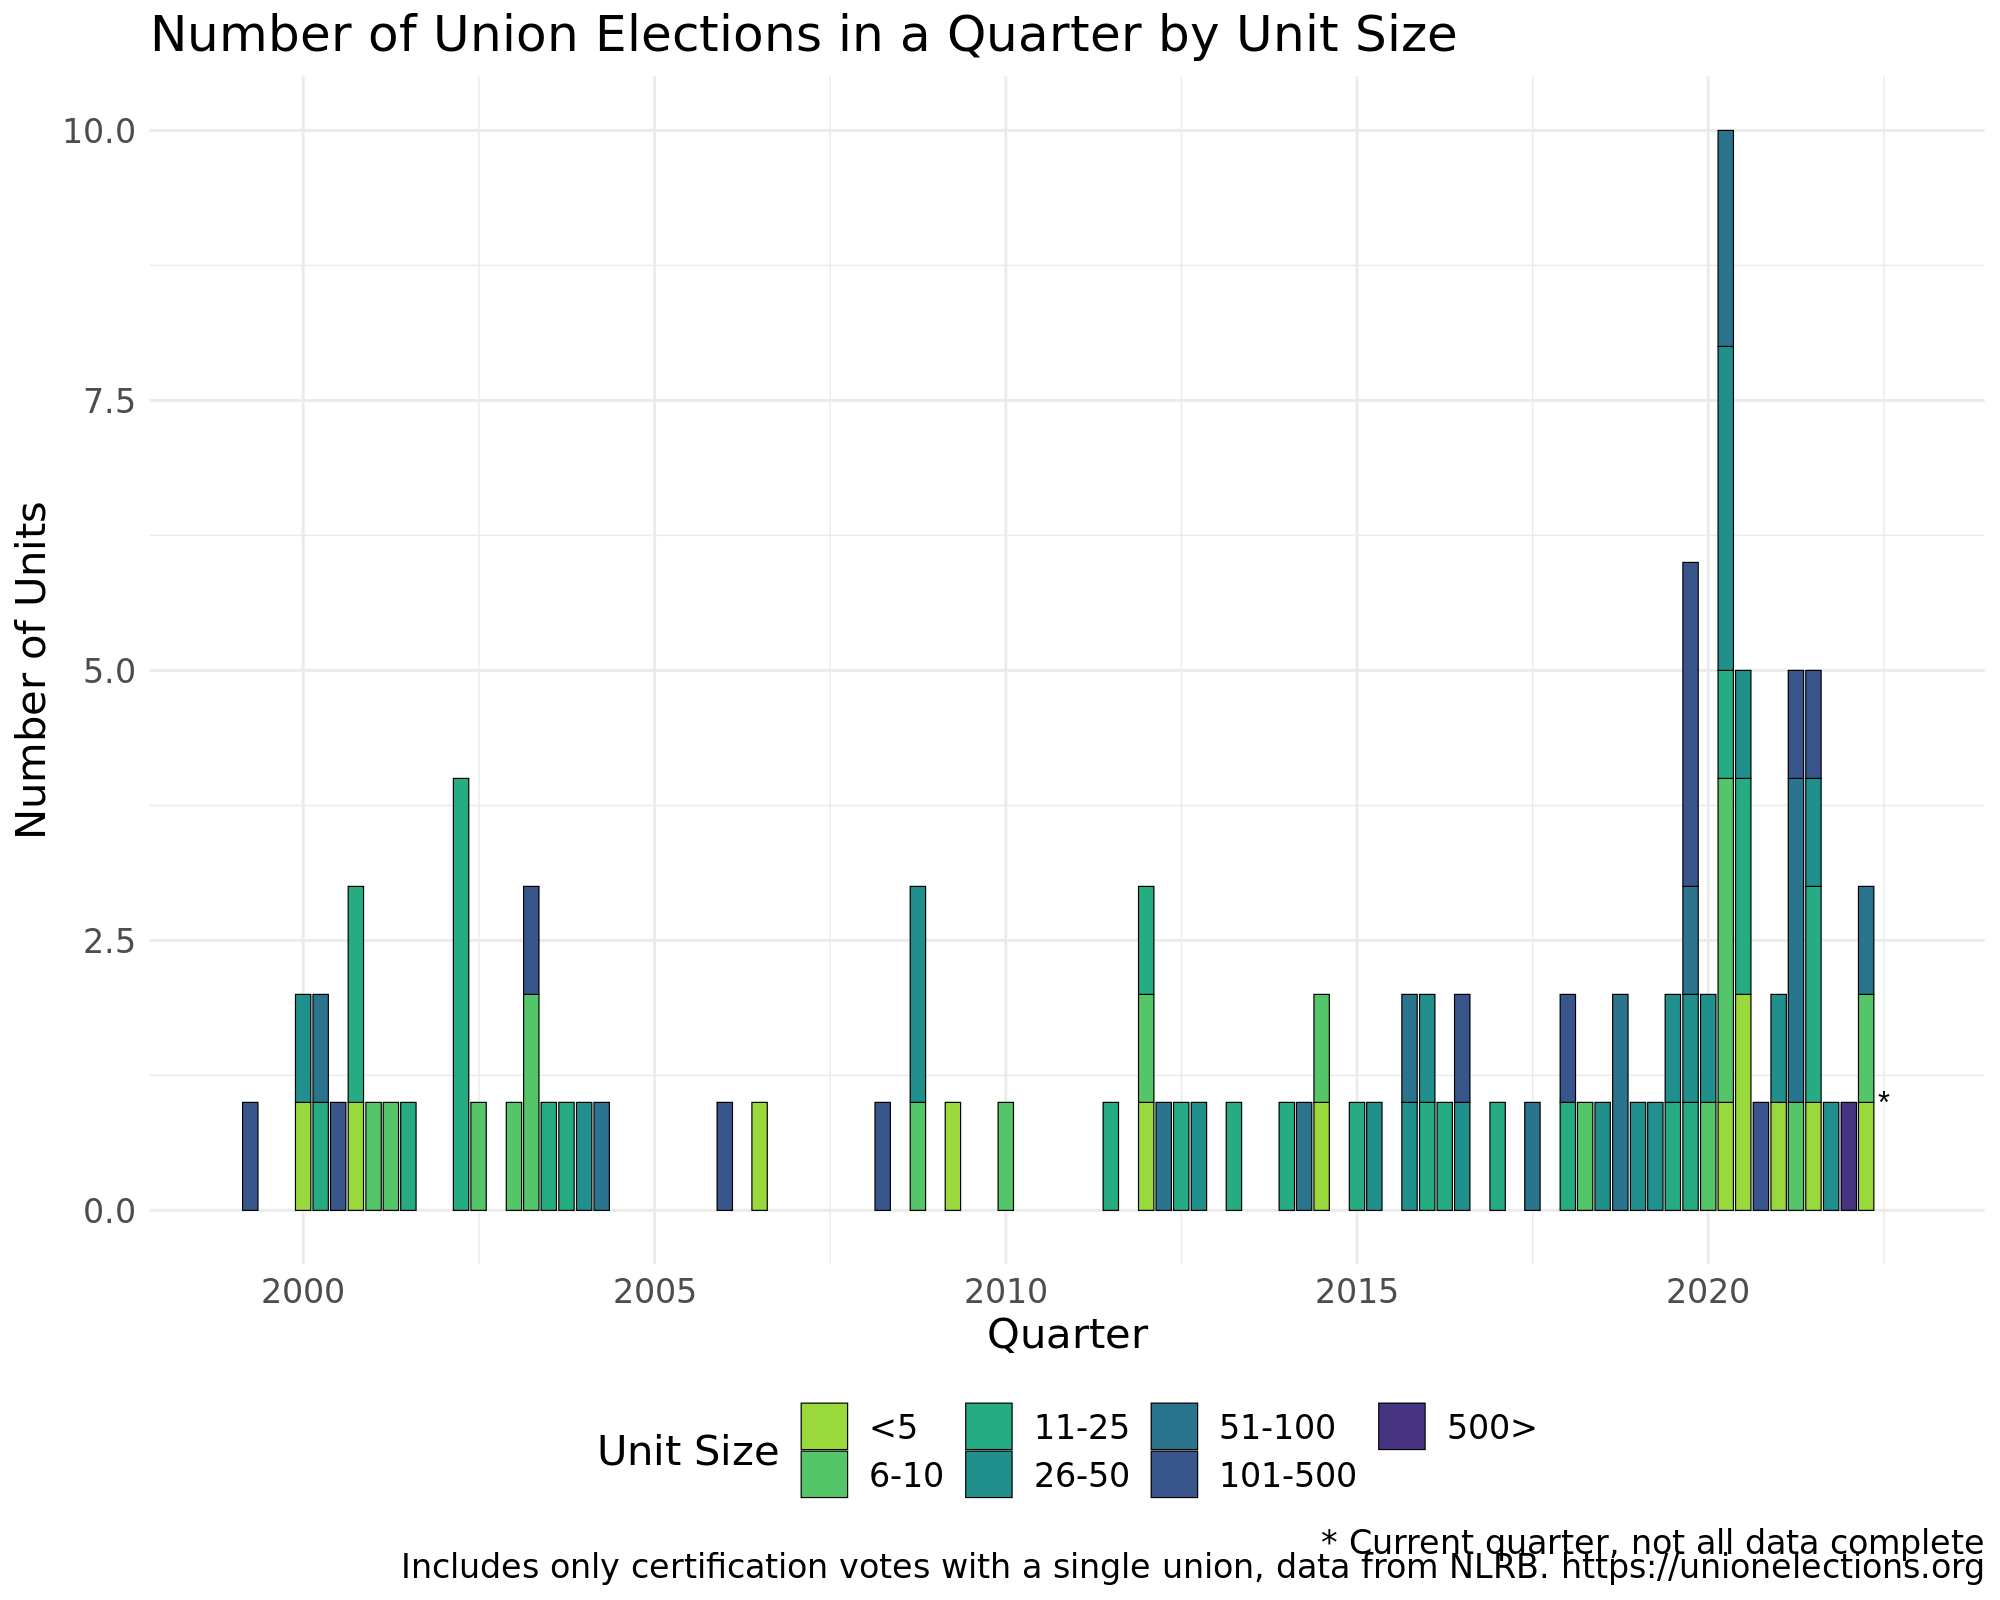 Number of Union Elections in a Quarter by Unit Size
Number of Units
10.0
7.5
5.0
2.5
0.0
*
2000 2005 2010 2015 2020
Quarter
Unit Size
<5 11-25 51-100 500>
6-10 26-50 101-500
* Current quarter, not all data complete
Includes only certification votes with a single union, data from NLRB. https://unionelections.org